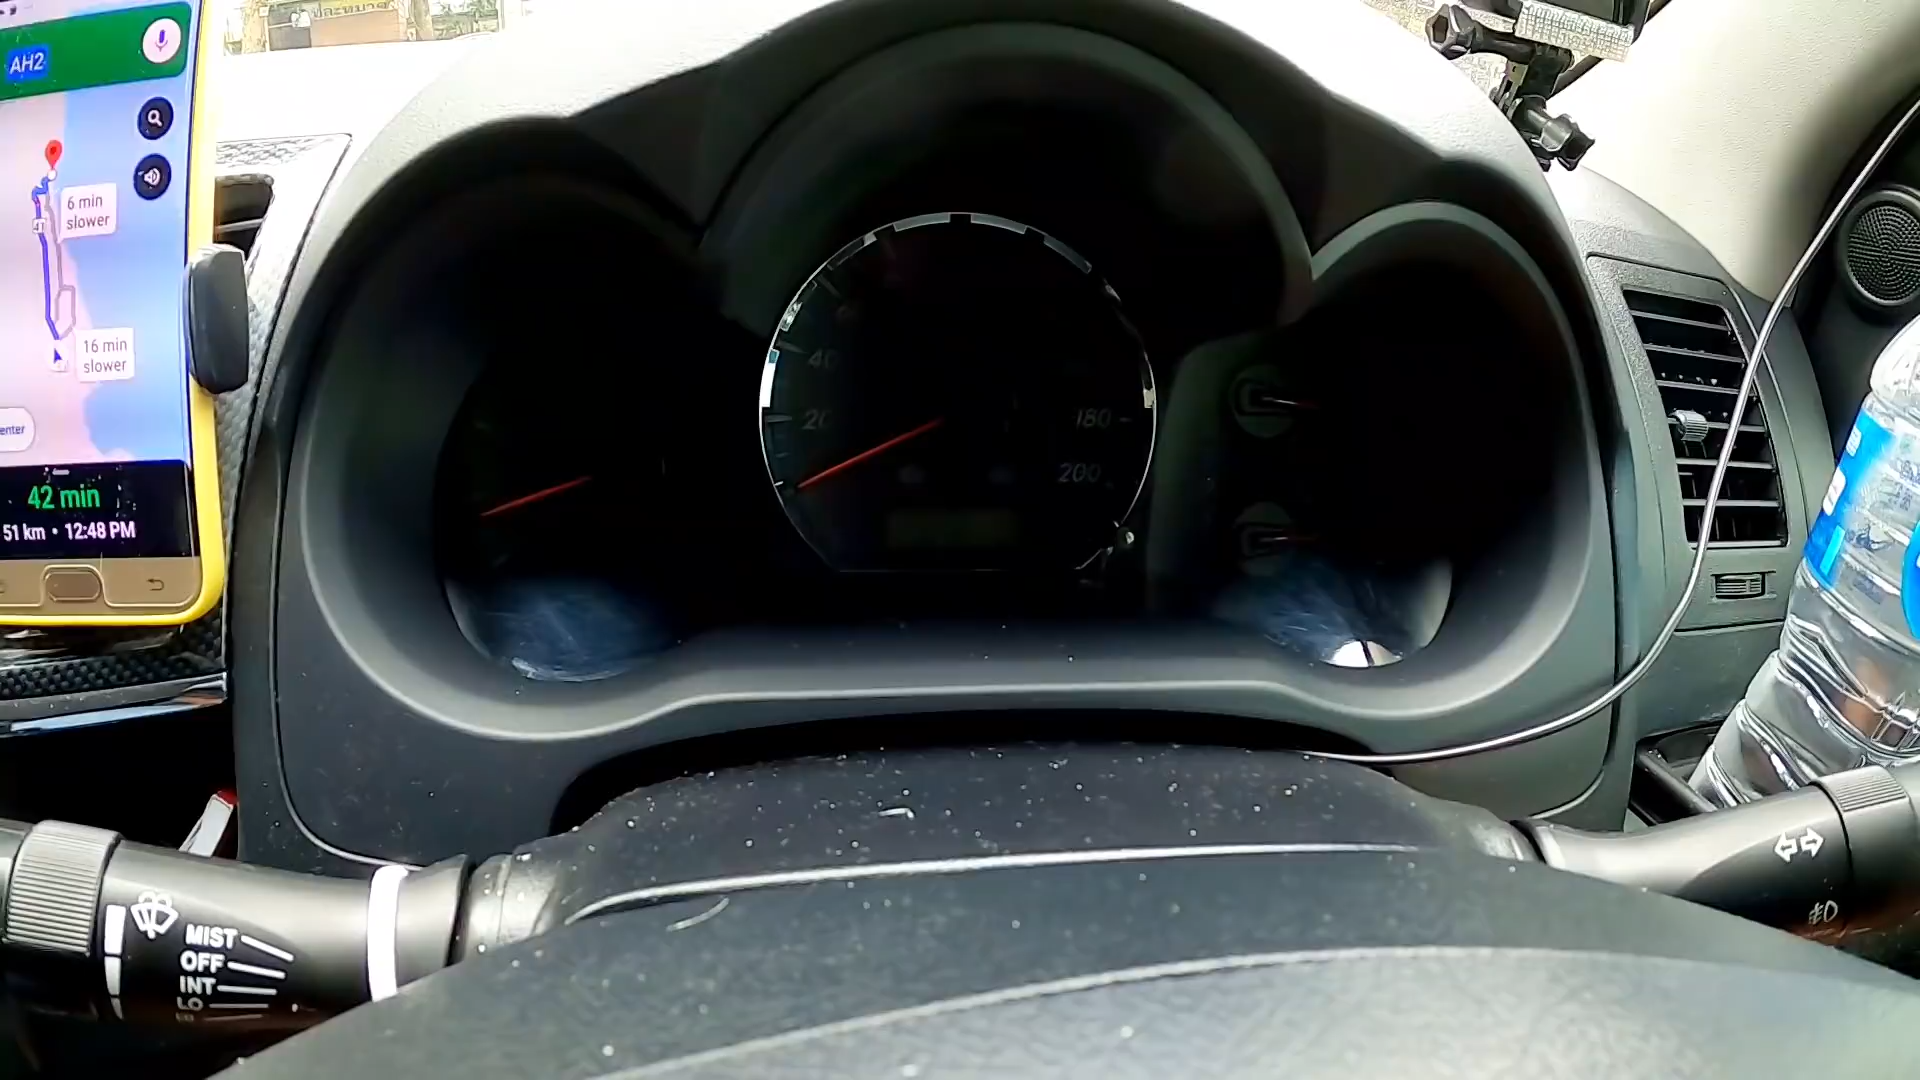 AH2
6 min
slower
41
16 min
slower
enter
42 min
51 km • 12:48 PM
40
20
180
200
MIST
OFF
INT
LO